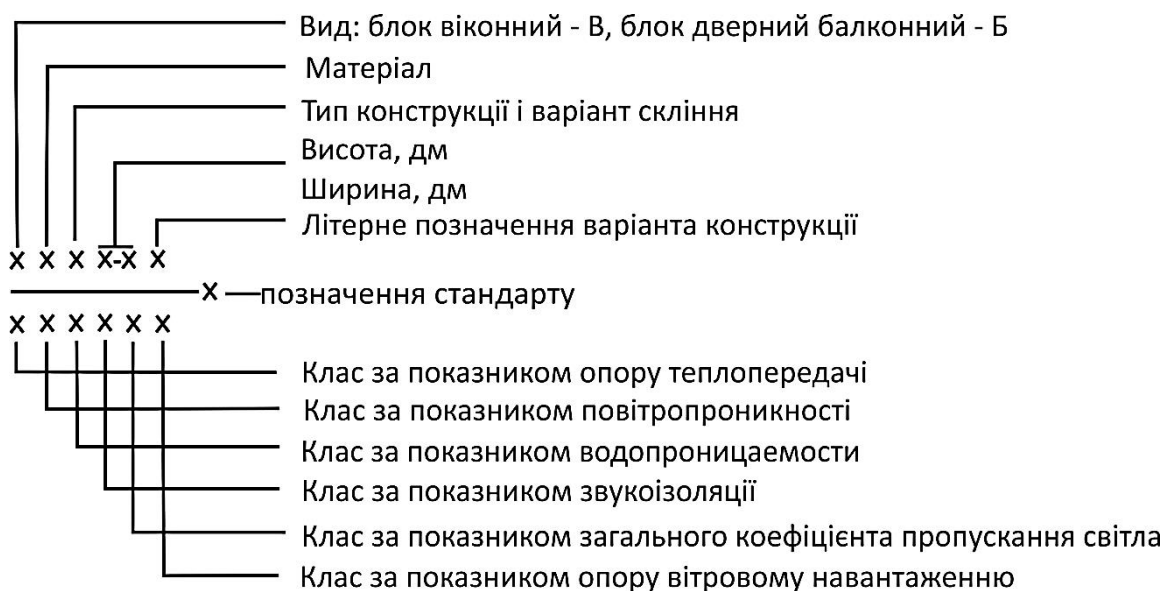 Вид: блок віконний - В, блок дверний балконний - Б
Матеріал
Тип конструкції і варіант скління
Висота, дм
Ширина, дм
Літерне позначення варіанта конструкції
X X X X-X X
X —позначення стандарту
X X X X X X
Клас за показником опору теплопередачі
Клас за показником повітропроникності
Клас за показником водопроницаемости
Клас за показником звукоізоляції
Клас за показником загального коефіцієнта пропускання світла
Клас за показником опору вітровому навантаженню